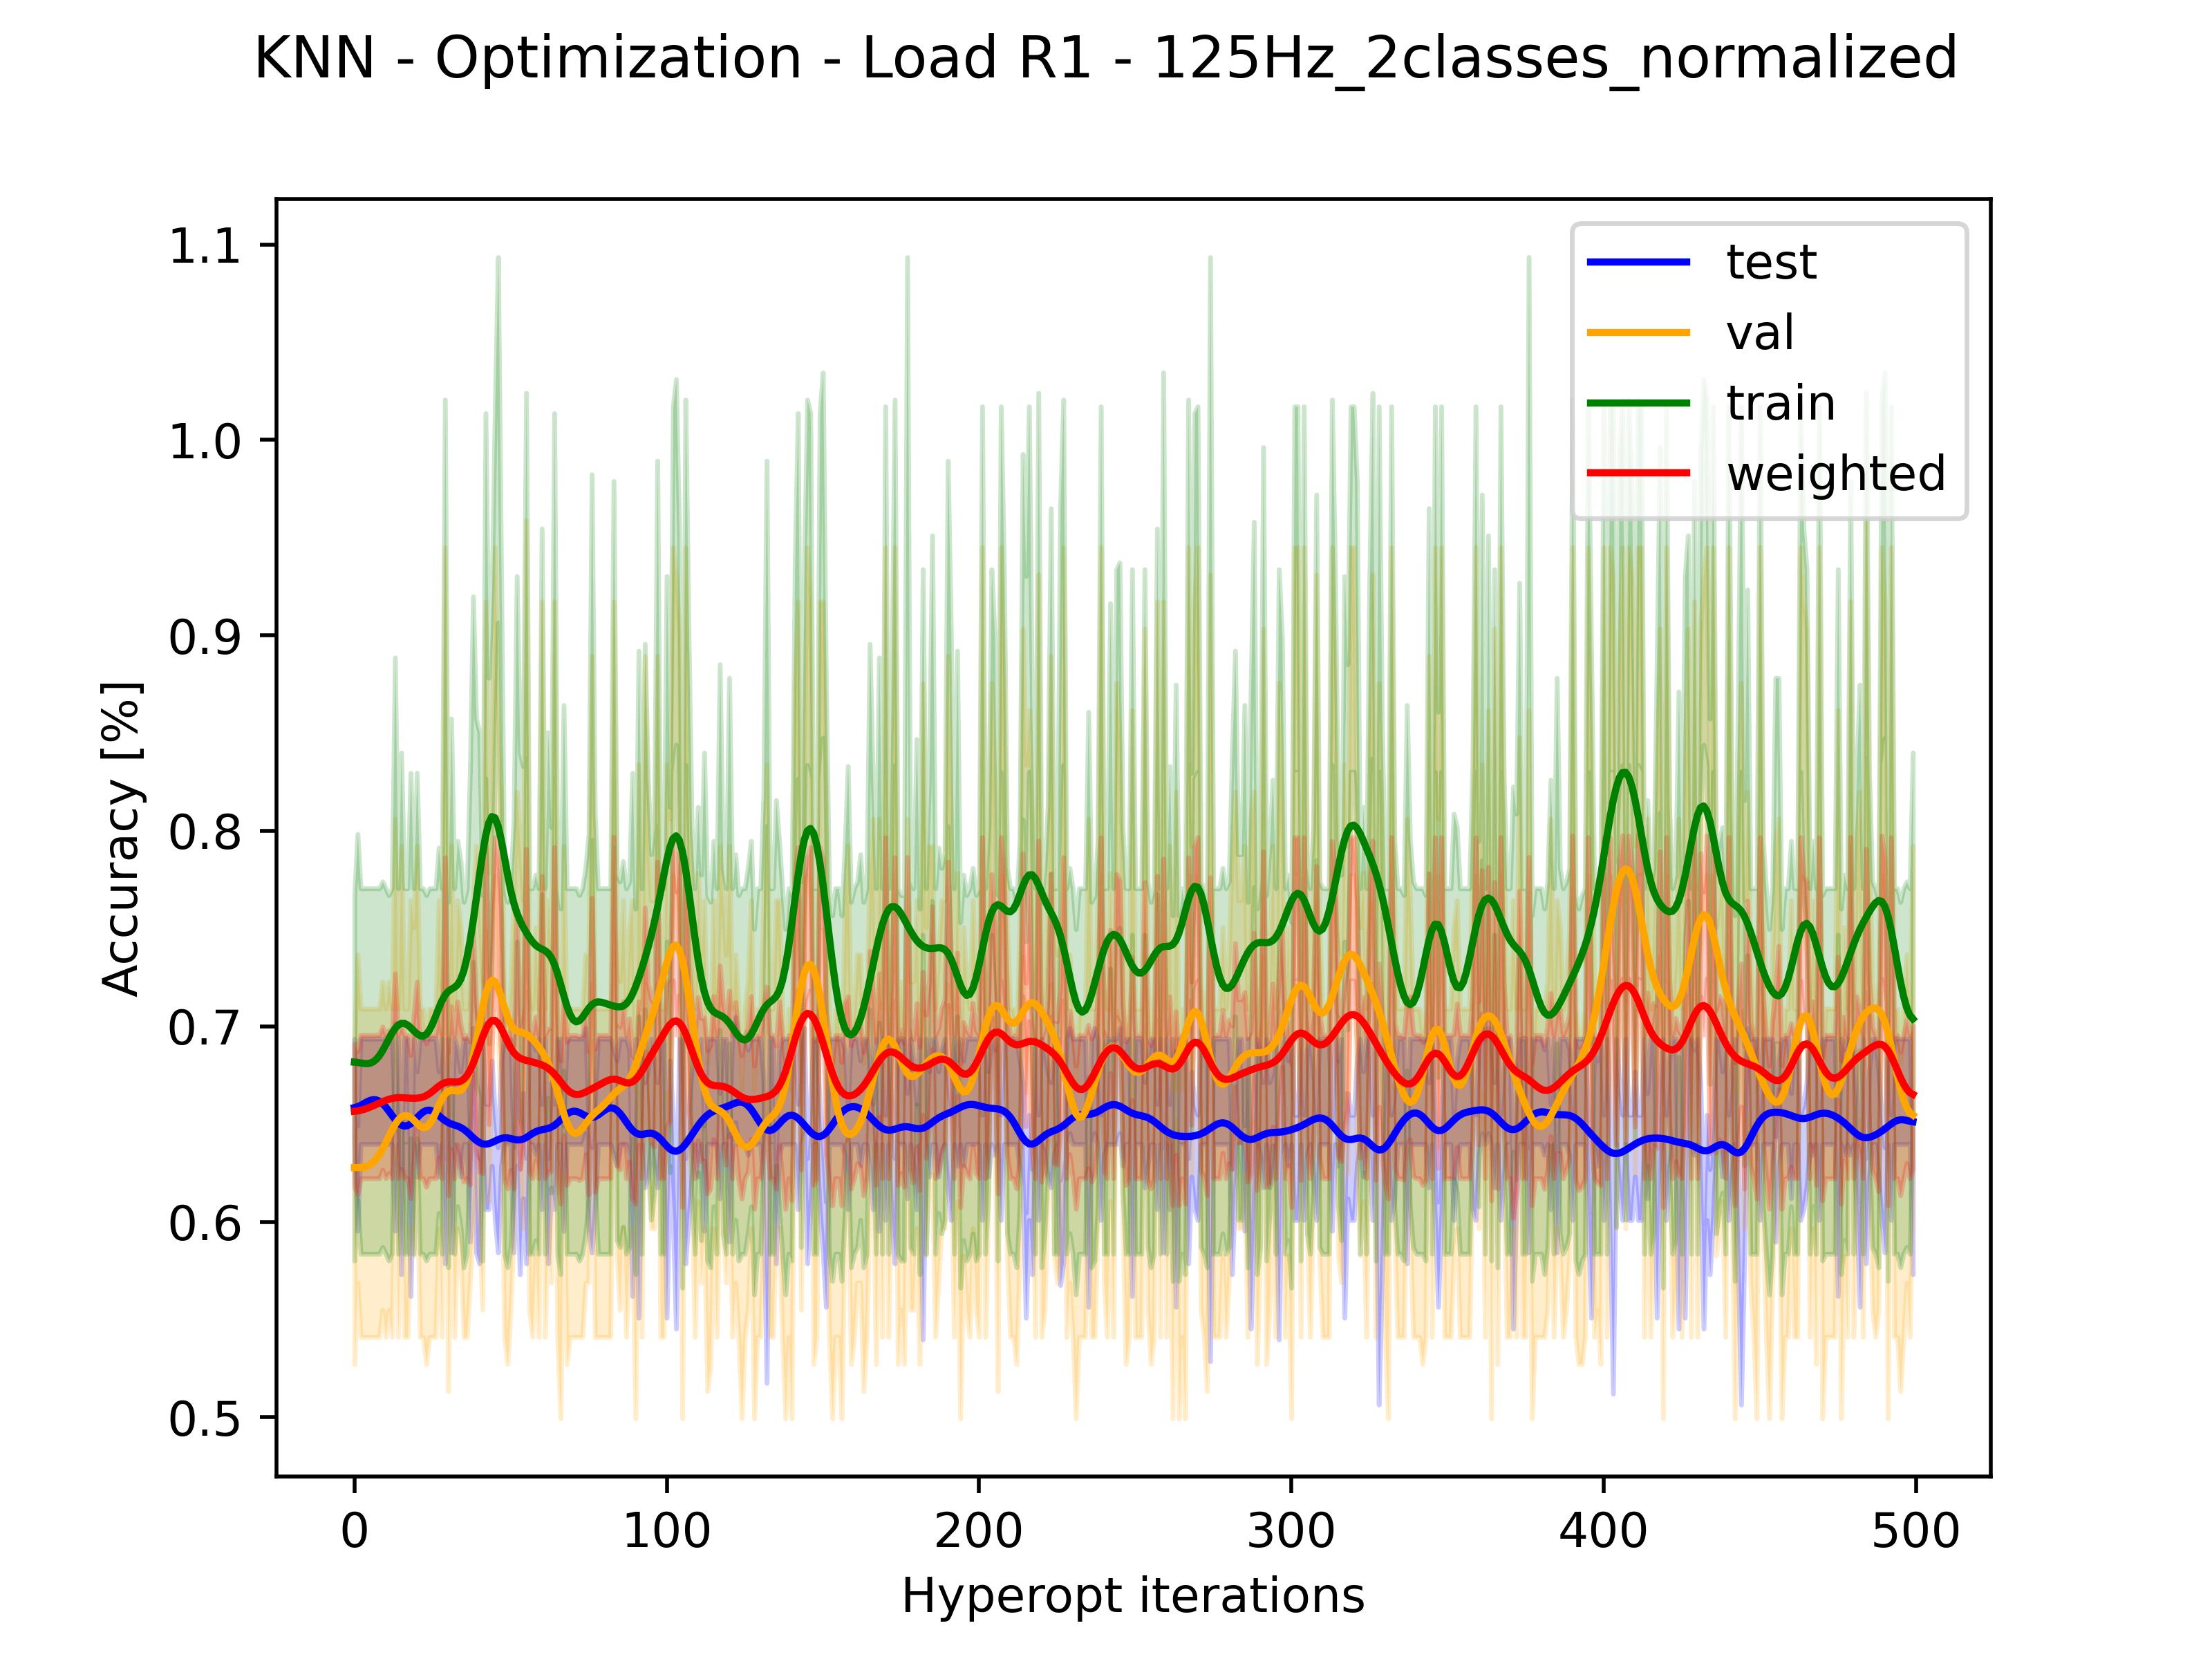 KNN - Optimization - Load R1 - 125Hz_2classes_normalized
test
val
train
weighted
1.1
1.0
0.9
0.8
0.7
0.6
0.5
Accuracy [%]
0 100 200 300 400 500
Hyperopt iterations